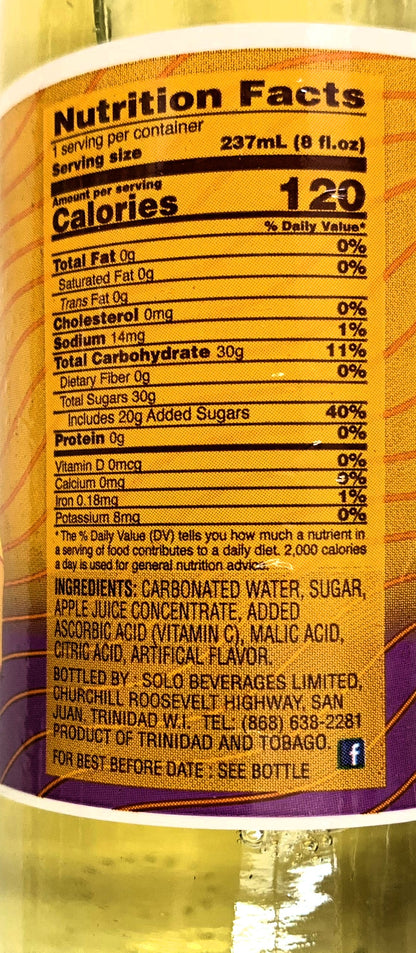 Nutrition Facts
1 serving per container
Serving size 237mL (8 fl.oz)
Amount per serving
Calories 120
% Daily Value*
Total Fat 0g 0%
Saturated Fat 0g 0%
Trans Fat 0g
Cholesterol 0mg 0%
Sodium 14mg 1%
Total Carbohydrate 30g 11%
Dietary Fiber 0g 0%
Total Sugars 30g
Includes 20g Added Sugars 40%
Protein 0g 0%
Vitamin D 0mcg 0%
Calcium 0mg 0%
Iron 0.18mg 1%
Potassium 8mg 0%
* The % Daily Value (DV) tells you how much a nutrient in
a serving of food contributes to a daily diet. 2,000 calories
a day is used for general nutrition advice.
INGREDIENTS: CARBONATED WATER, SUGAR,
APPLE JUICE CONCENTRATE, ADDED
ASCORBIC ACID (VITAMIN C), MALIC ACID,
CITRIC ACID, ARTIFICAL FLAVOR.
BOTTLED BY : SOLO BEVERAGES LIMITED,
CHURCHILL ROOSEVELT HIGHWAY, SAN
JUAN, TRINIDAD W.I. TEL: (868) 638-2281
PRODUCT OF TRINIDAD AND TOBAGO. f
FOR BEST BEFORE DATE : SEE BOTTLE